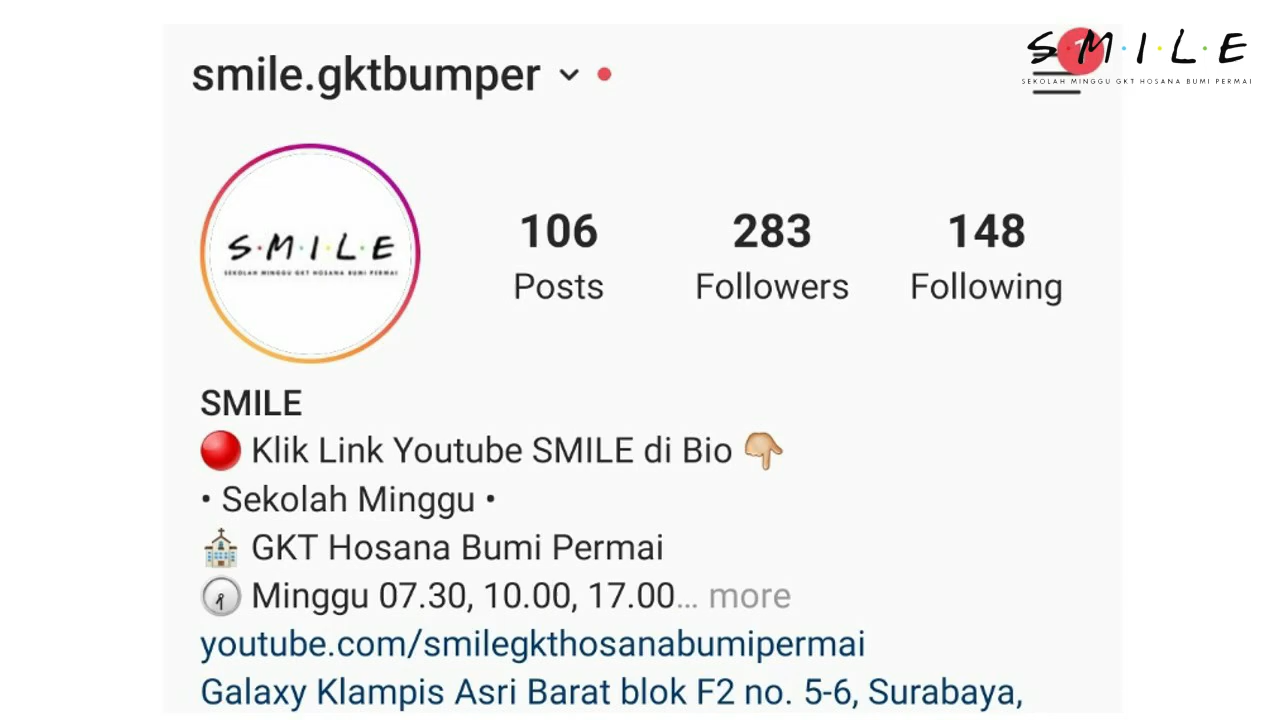 smile.gktbumper
S·M·I·L·E
SEKOLAH MINGGU GKT HOSANA BUMI PERMAI
S·M·I·L·E
SEKOLAH MINGGU GKT HOSANA BUMI PERMAI
106 283 148
Posts Followers Following
SMILE
🔴 Klik Link Youtube SMILE di Bio 👇🏼
• Sekolah Minggu •
⛪ GKT Hosana Bumi Permai
🕢 Minggu 07.30, 10.00, 17.00... more
youtube.com/smilegkthosanabumipermai
Galaxy Klampis Asri Barat blok F2 no. 5-6, Surabaya,